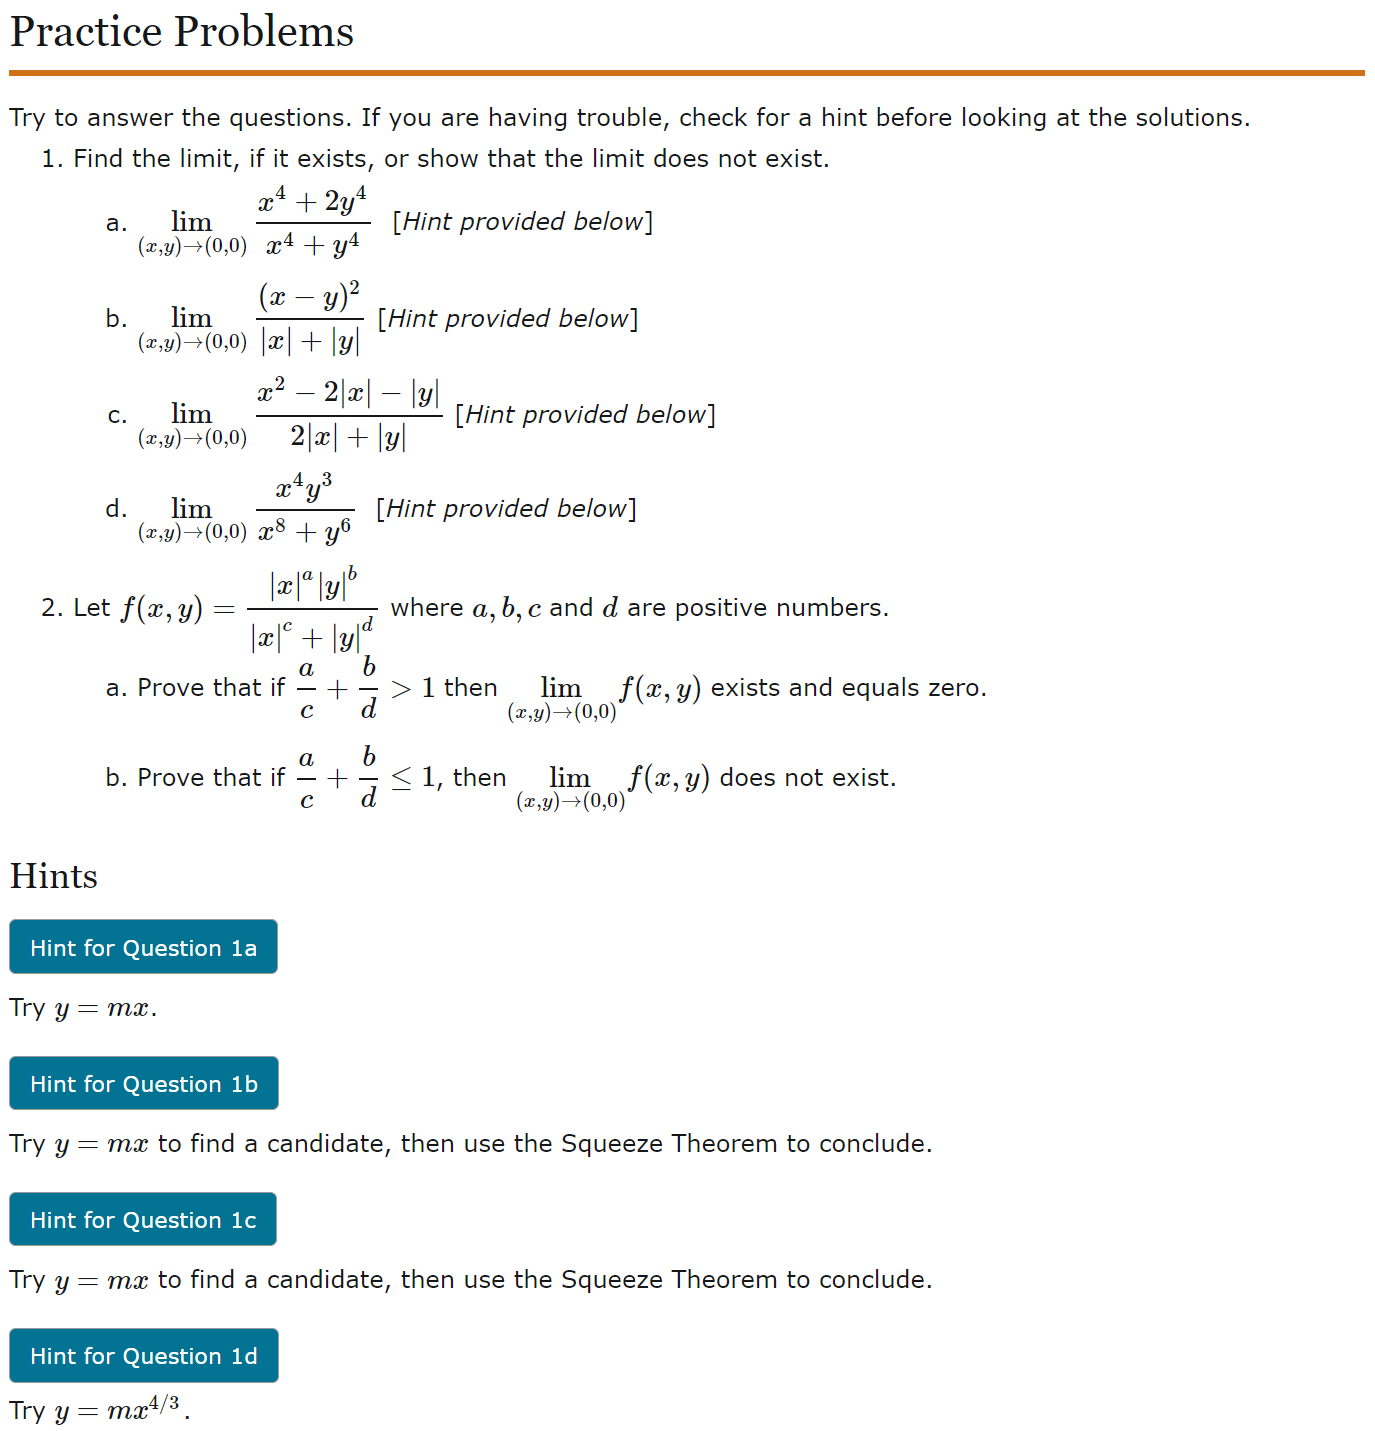 Practice Problems
Try to answer the questions. If you are having trouble, check for a hint before looking at the solutions.
1. Find the limit, if it exists, or show that the limit does not exist.
a. $\lim_{(x,y)\to(0,0)} \frac{x^4 + 2y^4}{x^4 + y^4}$ [Hint provided below]
b. $\lim_{(x,y)\to(0,0)} \frac{(x - y)^2}{|x| + |y|}$ [Hint provided below]
c. $\lim_{(x,y)\to(0,0)} \frac{x^2 - 2|x| - |y|}{2|x| + |y|}$ [Hint provided below]
d. $\lim_{(x,y)\to(0,0)} \frac{x^4y^3}{x^8 + y^6}$ [Hint provided below]
2. Let $f(x, y) = \frac{|x|^a|y|^b}{|x|^c + |y|^d}$ where $a, b, c$ and $d$ are positive numbers.
a. Prove that if $\frac{a}{c} + \frac{b}{d} > 1$ then $\lim_{(x,y)\to(0,0)} f(x, y)$ exists and equals zero.
b. Prove that if $\frac{a}{c} + \frac{b}{d} \leq 1$, then $\lim_{(x,y)\to(0,0)} f(x, y)$ does not exist.
Hints
Hint for Question 1a
Try $y = mx$.
Hint for Question 1b
Try $y = mx$ to find a candidate, then use the Squeeze Theorem to conclude.
Hint for Question 1c
Try $y = mx$ to find a candidate, then use the Squeeze Theorem to conclude.
Hint for Question 1d
Try $y = mx^{4/3}$.